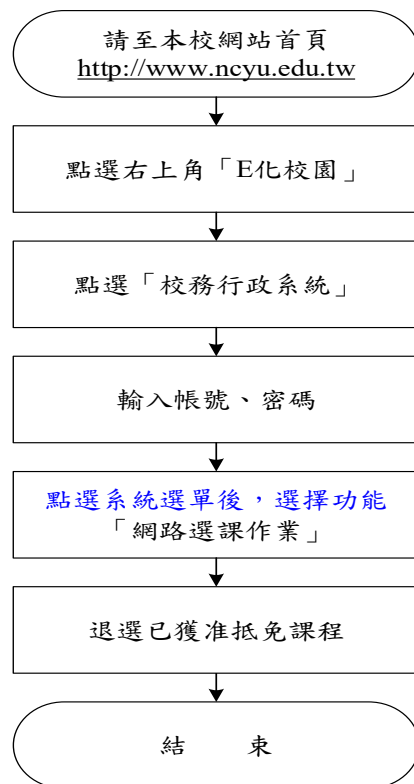 請至本校網站首頁
http://www.ncyu.edu.tw
點選右上角「E化校園」
點選「校務行政系統」
輸入帳號、密碼
點選系統選單後，選擇功能
「網路選課作業」
退選已獲准抵免課程
結　　束